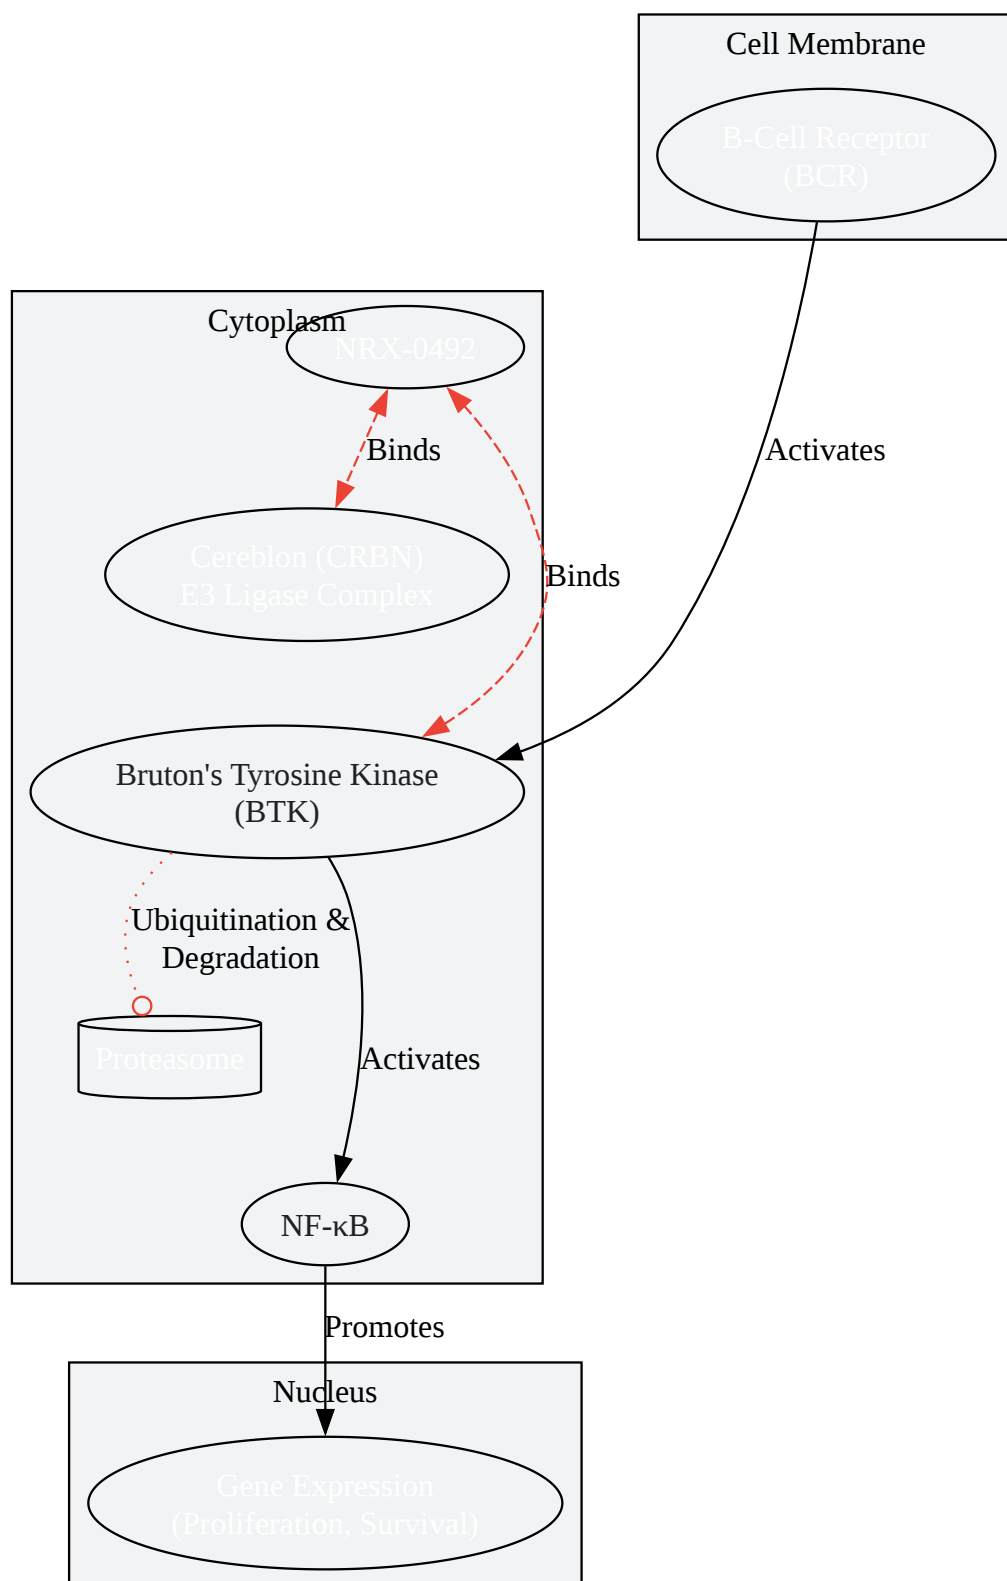 Cell Membrane
B-Cell Receptor
(BCR)
Cytoplasm
NRX-0492
Binds
Activates
Cereblon (CRBN)
E3 Ligase Complex
Binds
Bruton's Tyrosine Kinase
(BTK)
Ubiquitination &
Degradation
Proteasome
Activates
NF-κB
Promotes
Nucleus
Gene Expression
(Proliferation, Survival)